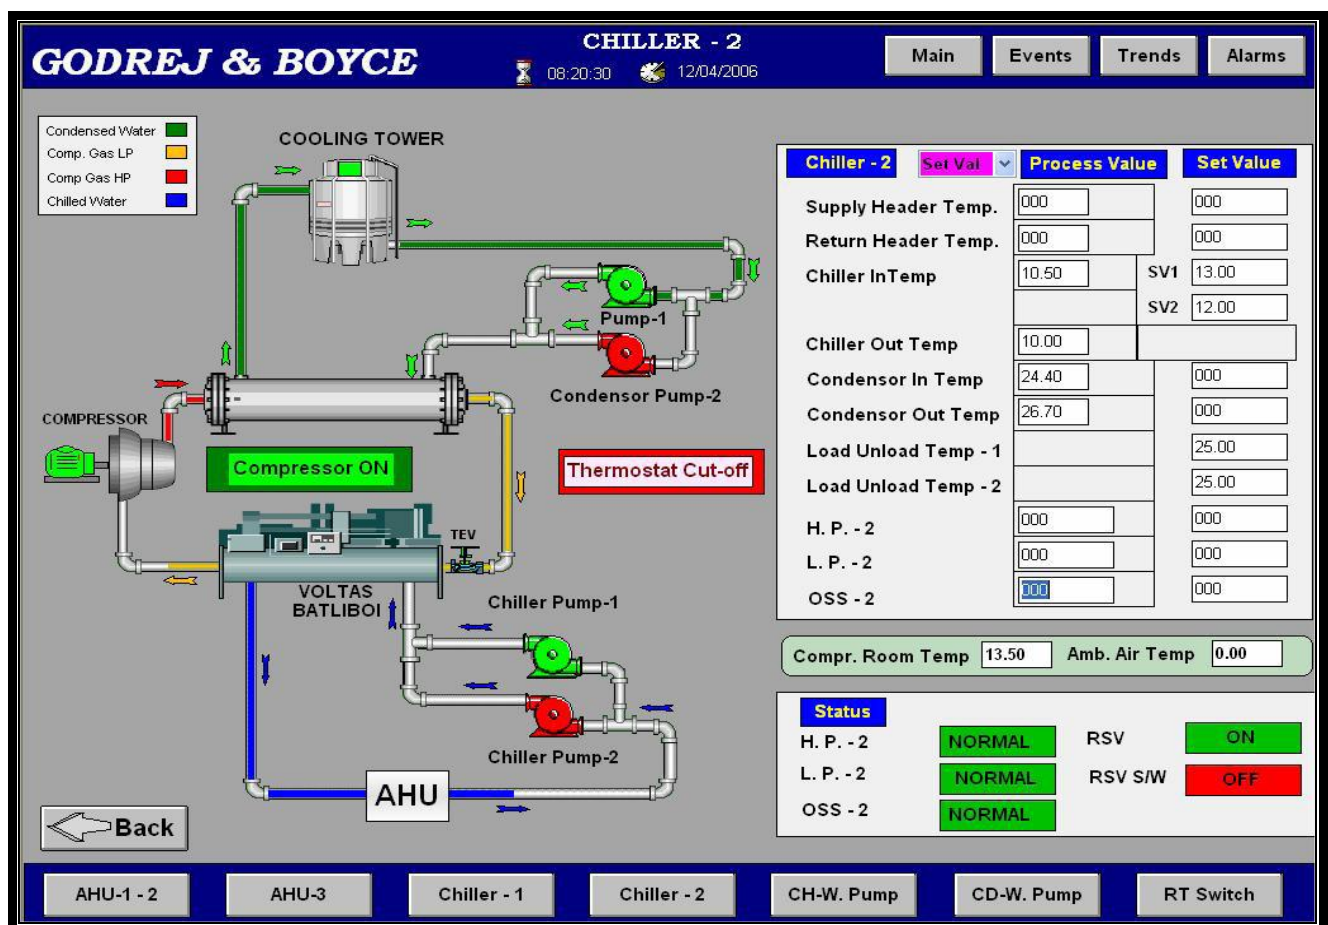 GODREJ & BOYCE
CHILLER - 2
08:20:30
12/04/2006
Main
Events
Trends
Alarms
Condensed Water
Comp. Gas LP
Comp Gas HP
Chilled Water
COOLING TOWER
Pump-1
Condensor Pump-2
COMPRESSOR
Compressor ON
Thermostat Cut-off
TEV
VOLTAS
BATLIBOI
Chiller Pump-1
Chiller Pump-2
AHU
Back
Chiller - 2 Set Val Process Value Set Value
Supply Header Temp. 000 000
Return Header Temp. 000 000
Chiller InTemp 10.50 SV1 13.00
SV2 12.00
Chiller Out Temp 10.00
Condensor In Temp 24.40 000
Condensor Out Temp 26.70 000
Load Unload Temp - 1 25.00
Load Unload Temp - 2 25.00
H. P. - 2 000 000
L. P. - 2 000 000
OSS - 2 000 000
Compr. Room Temp 13.50 Amb. Air Temp 0.00
Status
H. P. - 2 NORMAL RSV ON
L. P. - 2 NORMAL RSV S/W OFF
OSS - 2 NORMAL
AHU-1 - 2
AHU-3
Chiller - 1
Chiller - 2
CH-W. Pump
CD-W. Pump
RT Switch